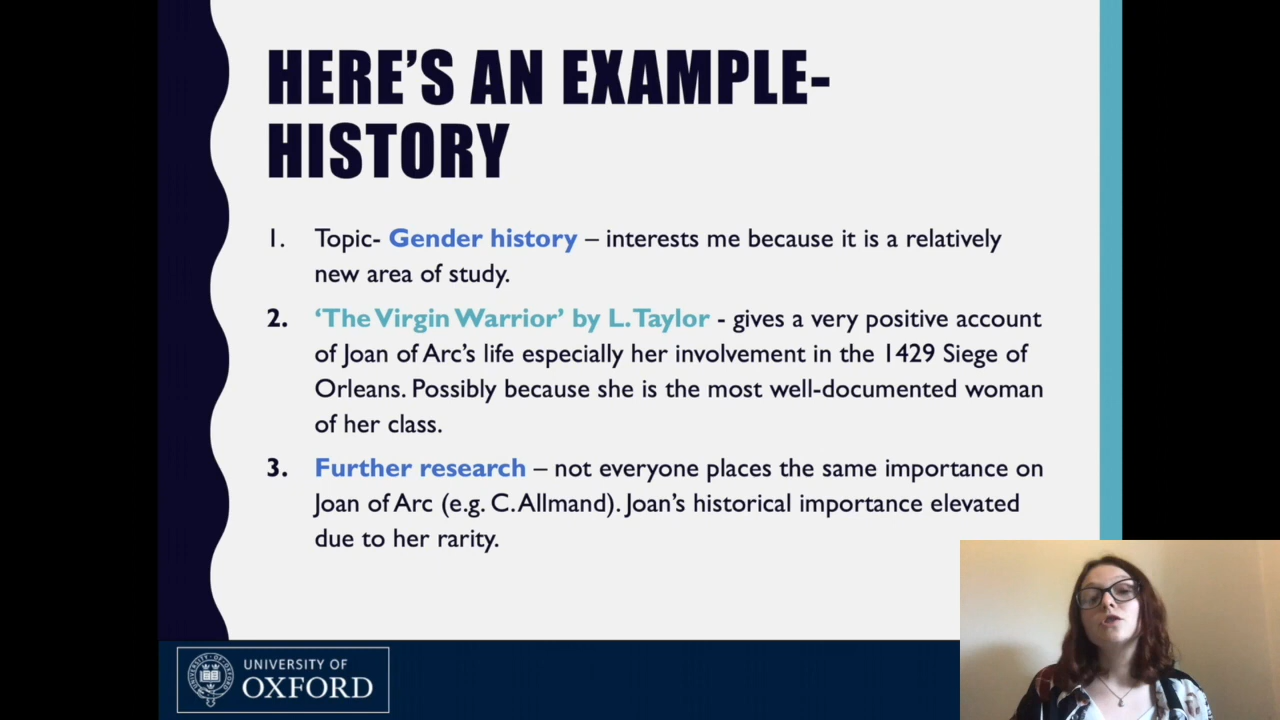 HERE'S AN EXAMPLE-
HISTORY
1. Topic- Gender history – interests me because it is a relatively
new area of study.
2. ‘The Virgin Warrior’ by L. Taylor - gives a very positive account
of Joan of Arc’s life especially her involvement in the 1429 Siege of
Orleans. Possibly because she is the most well-documented woman
of her class.
3. Further research – not everyone places the same importance on
Joan of Arc (e.g. C. Allmand). Joan’s historical importance elevated
due to her rarity.
UNIVERSITY OF
OXFORD